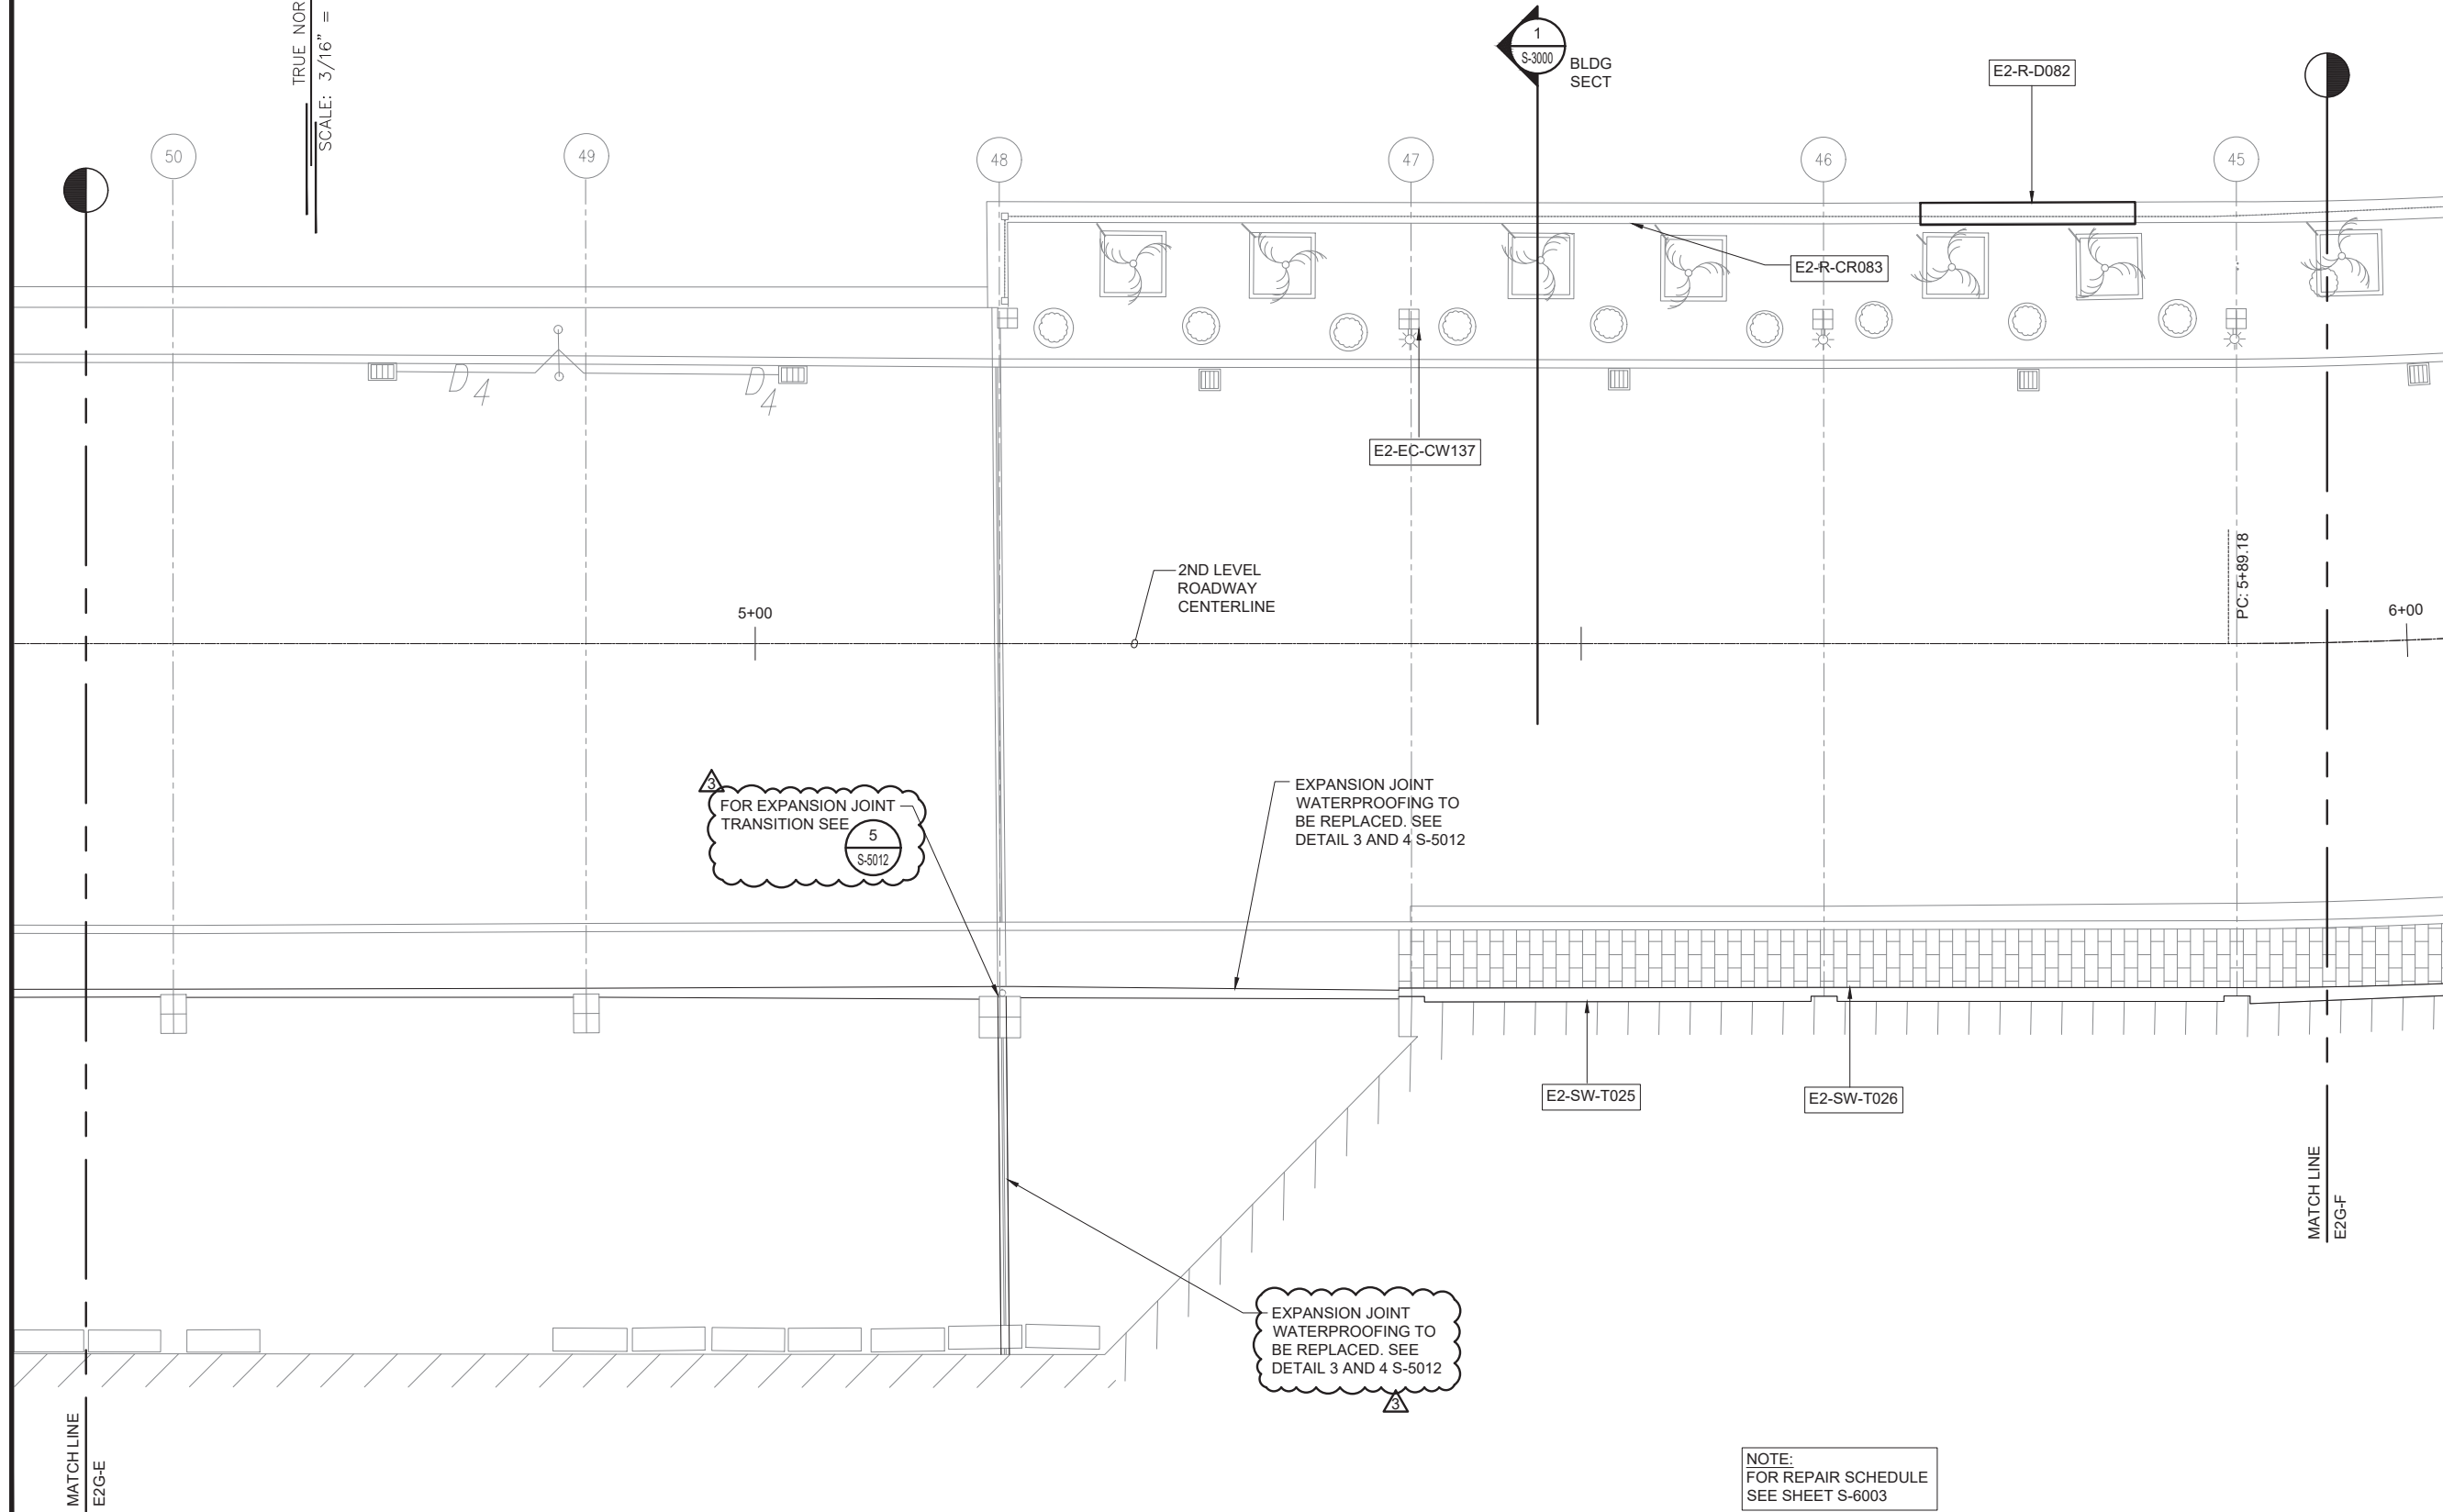 TRUE NOR
SCALE: 3/16" =
1
S-3000
BLDG
SECT
E2-R-D082
50
49
48
47
46
45
E2-R-CR083
D
4
D
4
E2-EC-CW137
2ND LEVEL
ROADWAY
CENTERLINE
5+00
PC: 5+89.18
6+00
3
FOR EXPANSION JOINT
TRANSITION SEE
5
S-5012
EXPANSION JOINT
WATERPROOFING TO
BE REPLACED. SEE
DETAIL 3 AND 4 S-5012
E2-SW-T025
E2-SW-T026
MATCH LINE
E2G-F
EXPANSION JOINT
WATERPROOFING TO
BE REPLACED. SEE
DETAIL 3 AND 4 S-5012
3
MATCH LINE
E2G-E
NOTE:
FOR REPAIR SCHEDULE
SEE SHEET S-6003